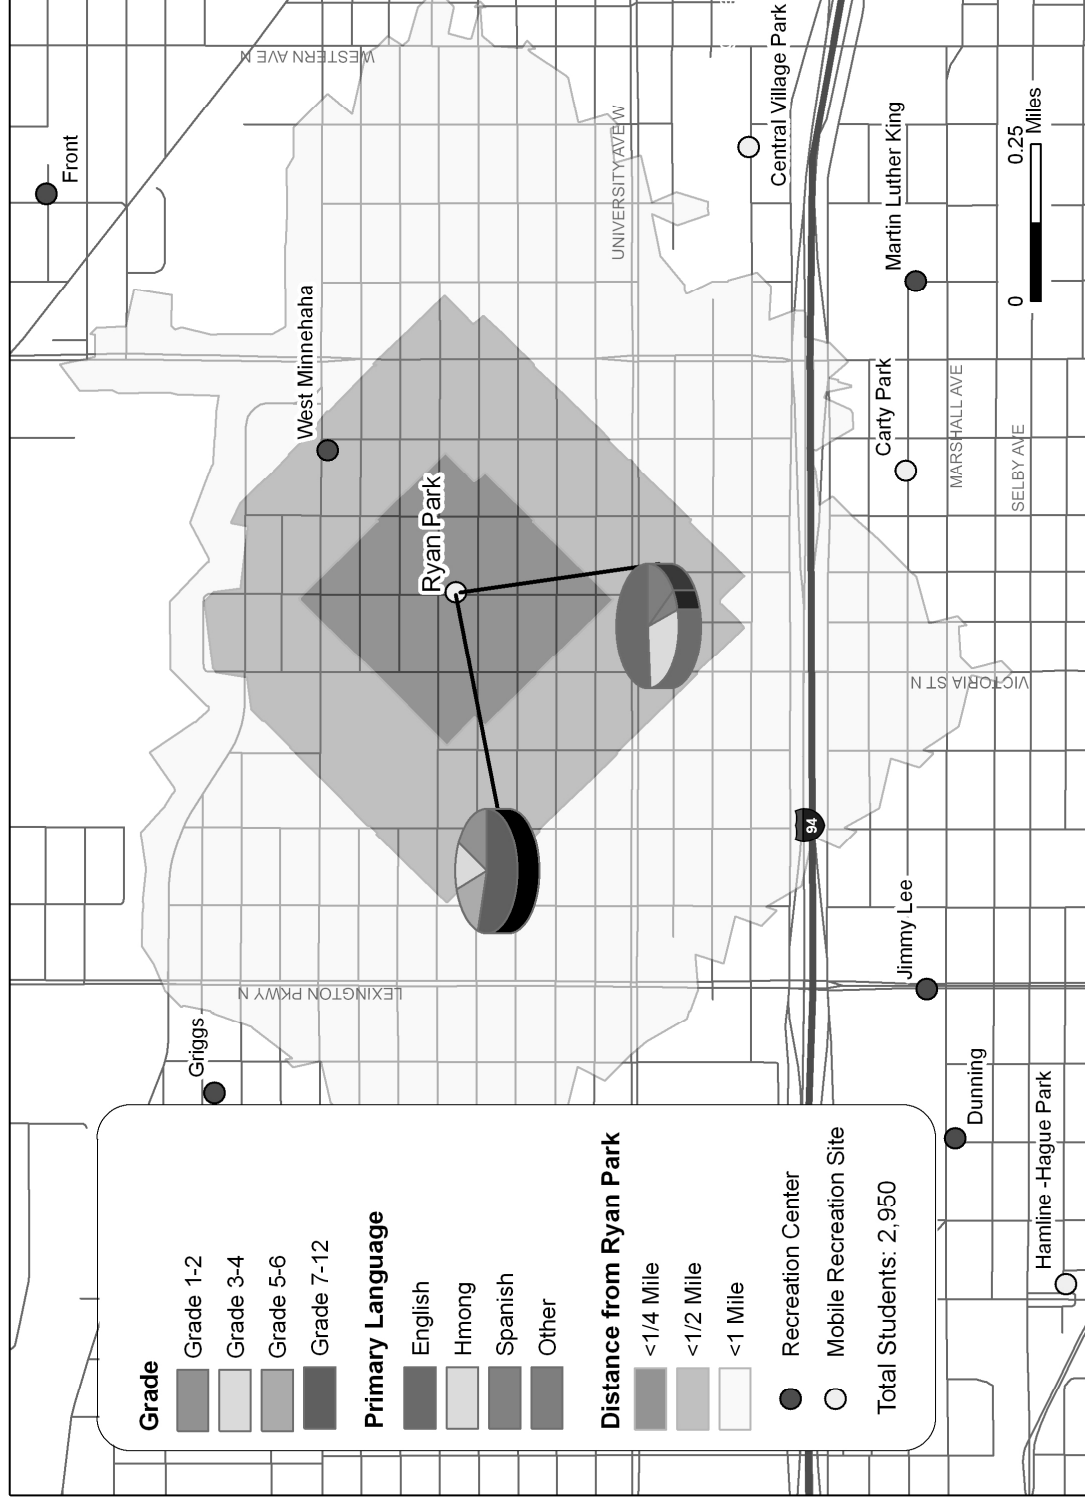 Grade
Grade 1-2
Grade 3-4
Grade 5-6
Grade 7-12
Primary Language
English
Hmong
Spanish
Other
Distance from Ryan Park
<1/4 Mile
<1/2 Mile
<1 Mile
Recreation Center
Mobile Recreation Site
Total Students: 2,950
Griggs
Front
West Minnehaha
Ryan Park
Central Village Park
Martin Luther King
Carty Park
Jimmy Lee
Dunning
Hamline -Hague Park
LEXINGTON PKWY N
WESTERN AVE N
UNIVERSITY AVE W
VICTORIA ST N
MARSHALL AVE
SELBY AVE
94
0 0.25
Miles